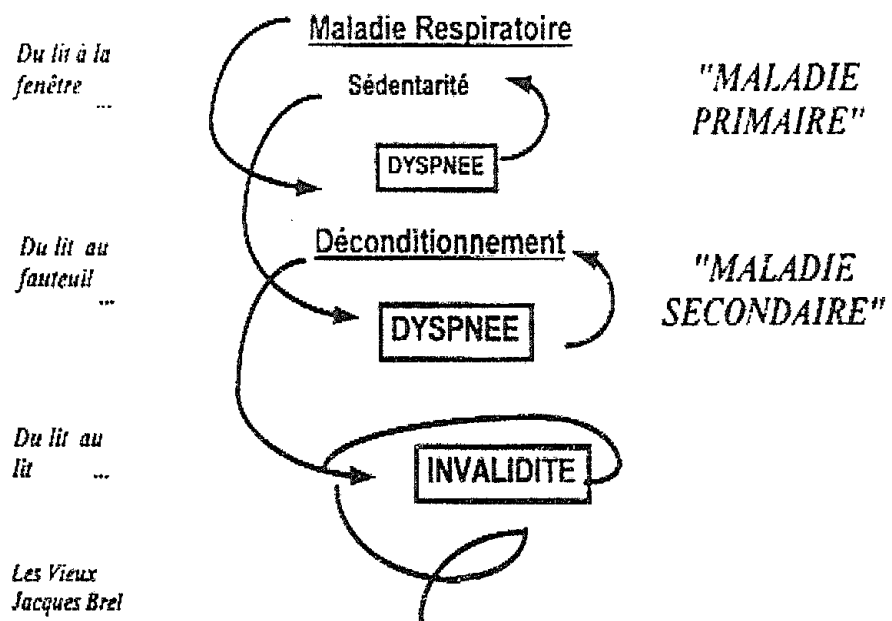 Maladie Respiratoire
Du lit à la
fenêtre
...
Sédentarité
"MALADIE
PRIMAIRE"
DYSPNEE
Du lit au
fauteuil
...
Déconditionnement
"MALADIE
SECONDAIRE"
DYSPNEE
Du lit au
lit ...
INVALIDITE
Les Vieux
Jacques Brel